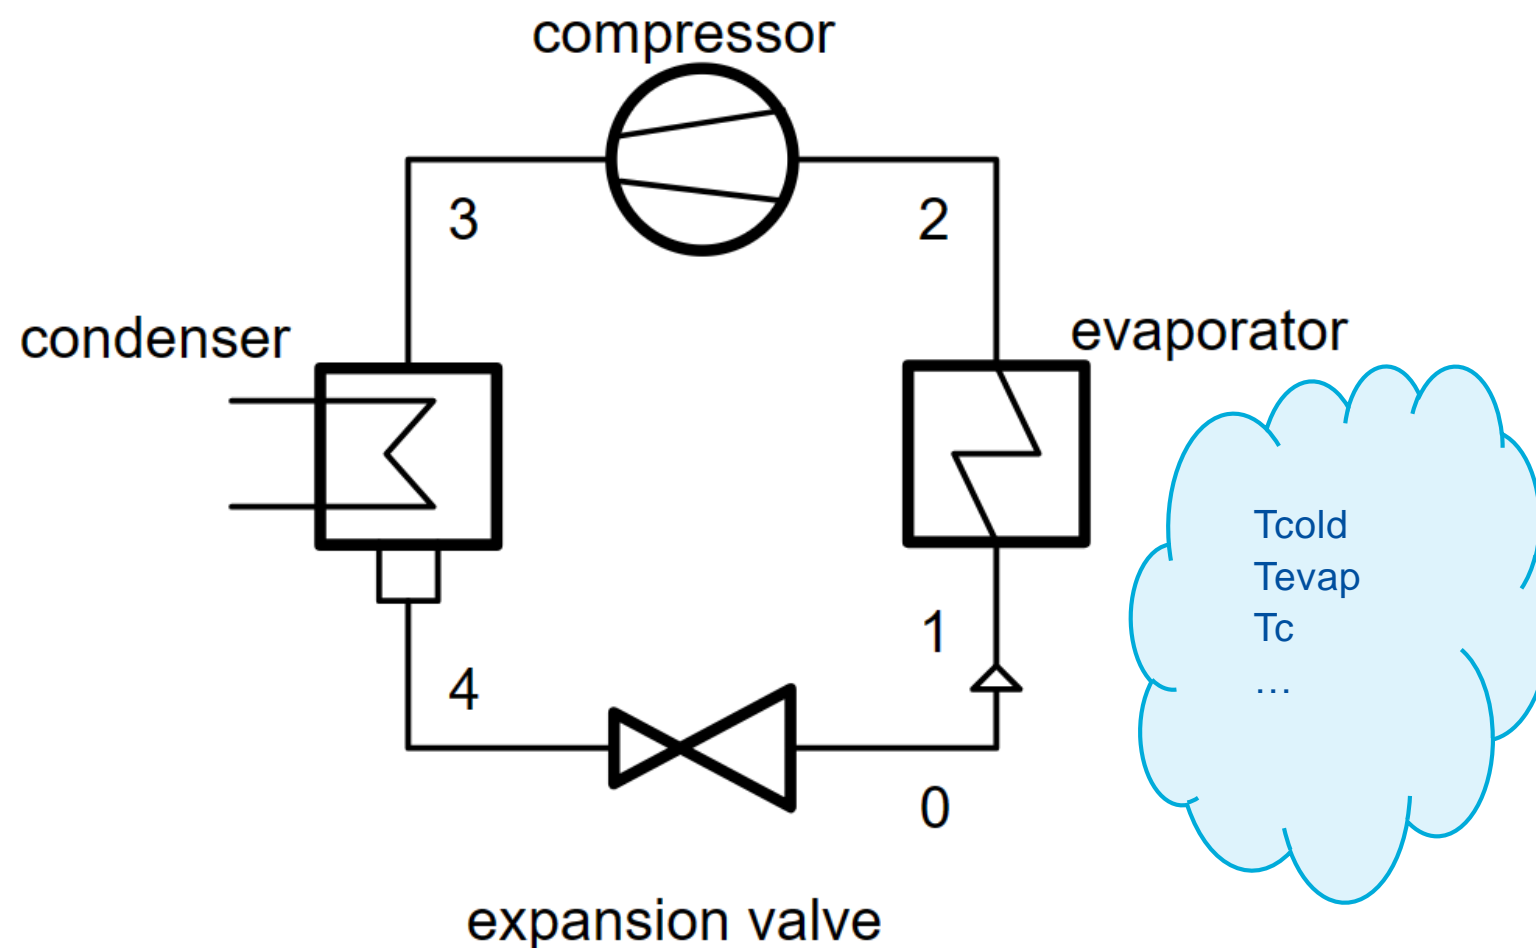 compressor
3
2
condenser
evaporator
Tcold
Tevap
Tc
...
1
4
0
expansion valve